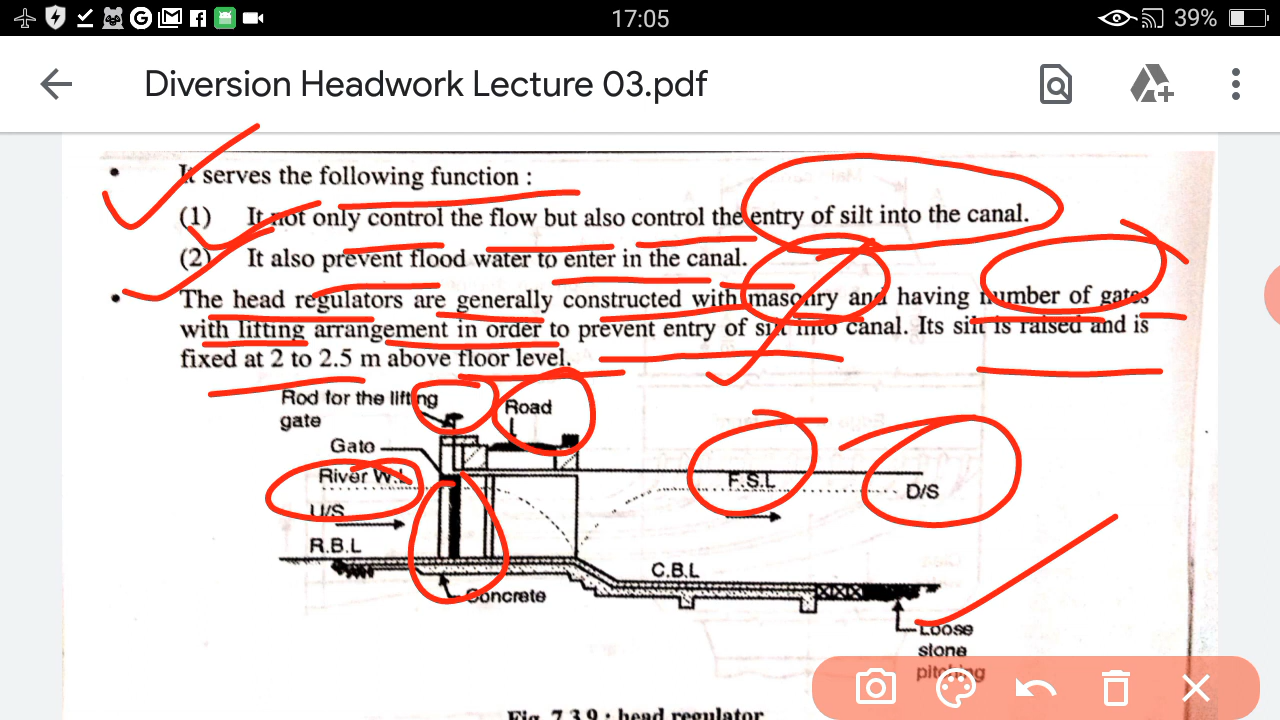 17:05
39%
Diversion Headwork Lecture 03.pdf
• It serves the following function :
(1) It not only control the flow but also control the entry of silt into the canal.
(2) It also prevent flood water to enter in the canal.
• The head regulators are generally constructed with masonry and having number of gates
with lifting arrangement in order to prevent entry of silt into canal. Its silt is raised and is
fixed at 2 to 2.5 m above floor level.
Rod for the lifting
gate
Road
Gato
River W.L
F.S.L
D/S
U/S
R.B.L
C.B.L
Concrete
Loose
stone
pitching
Fig. 7.3.9 : head regulator